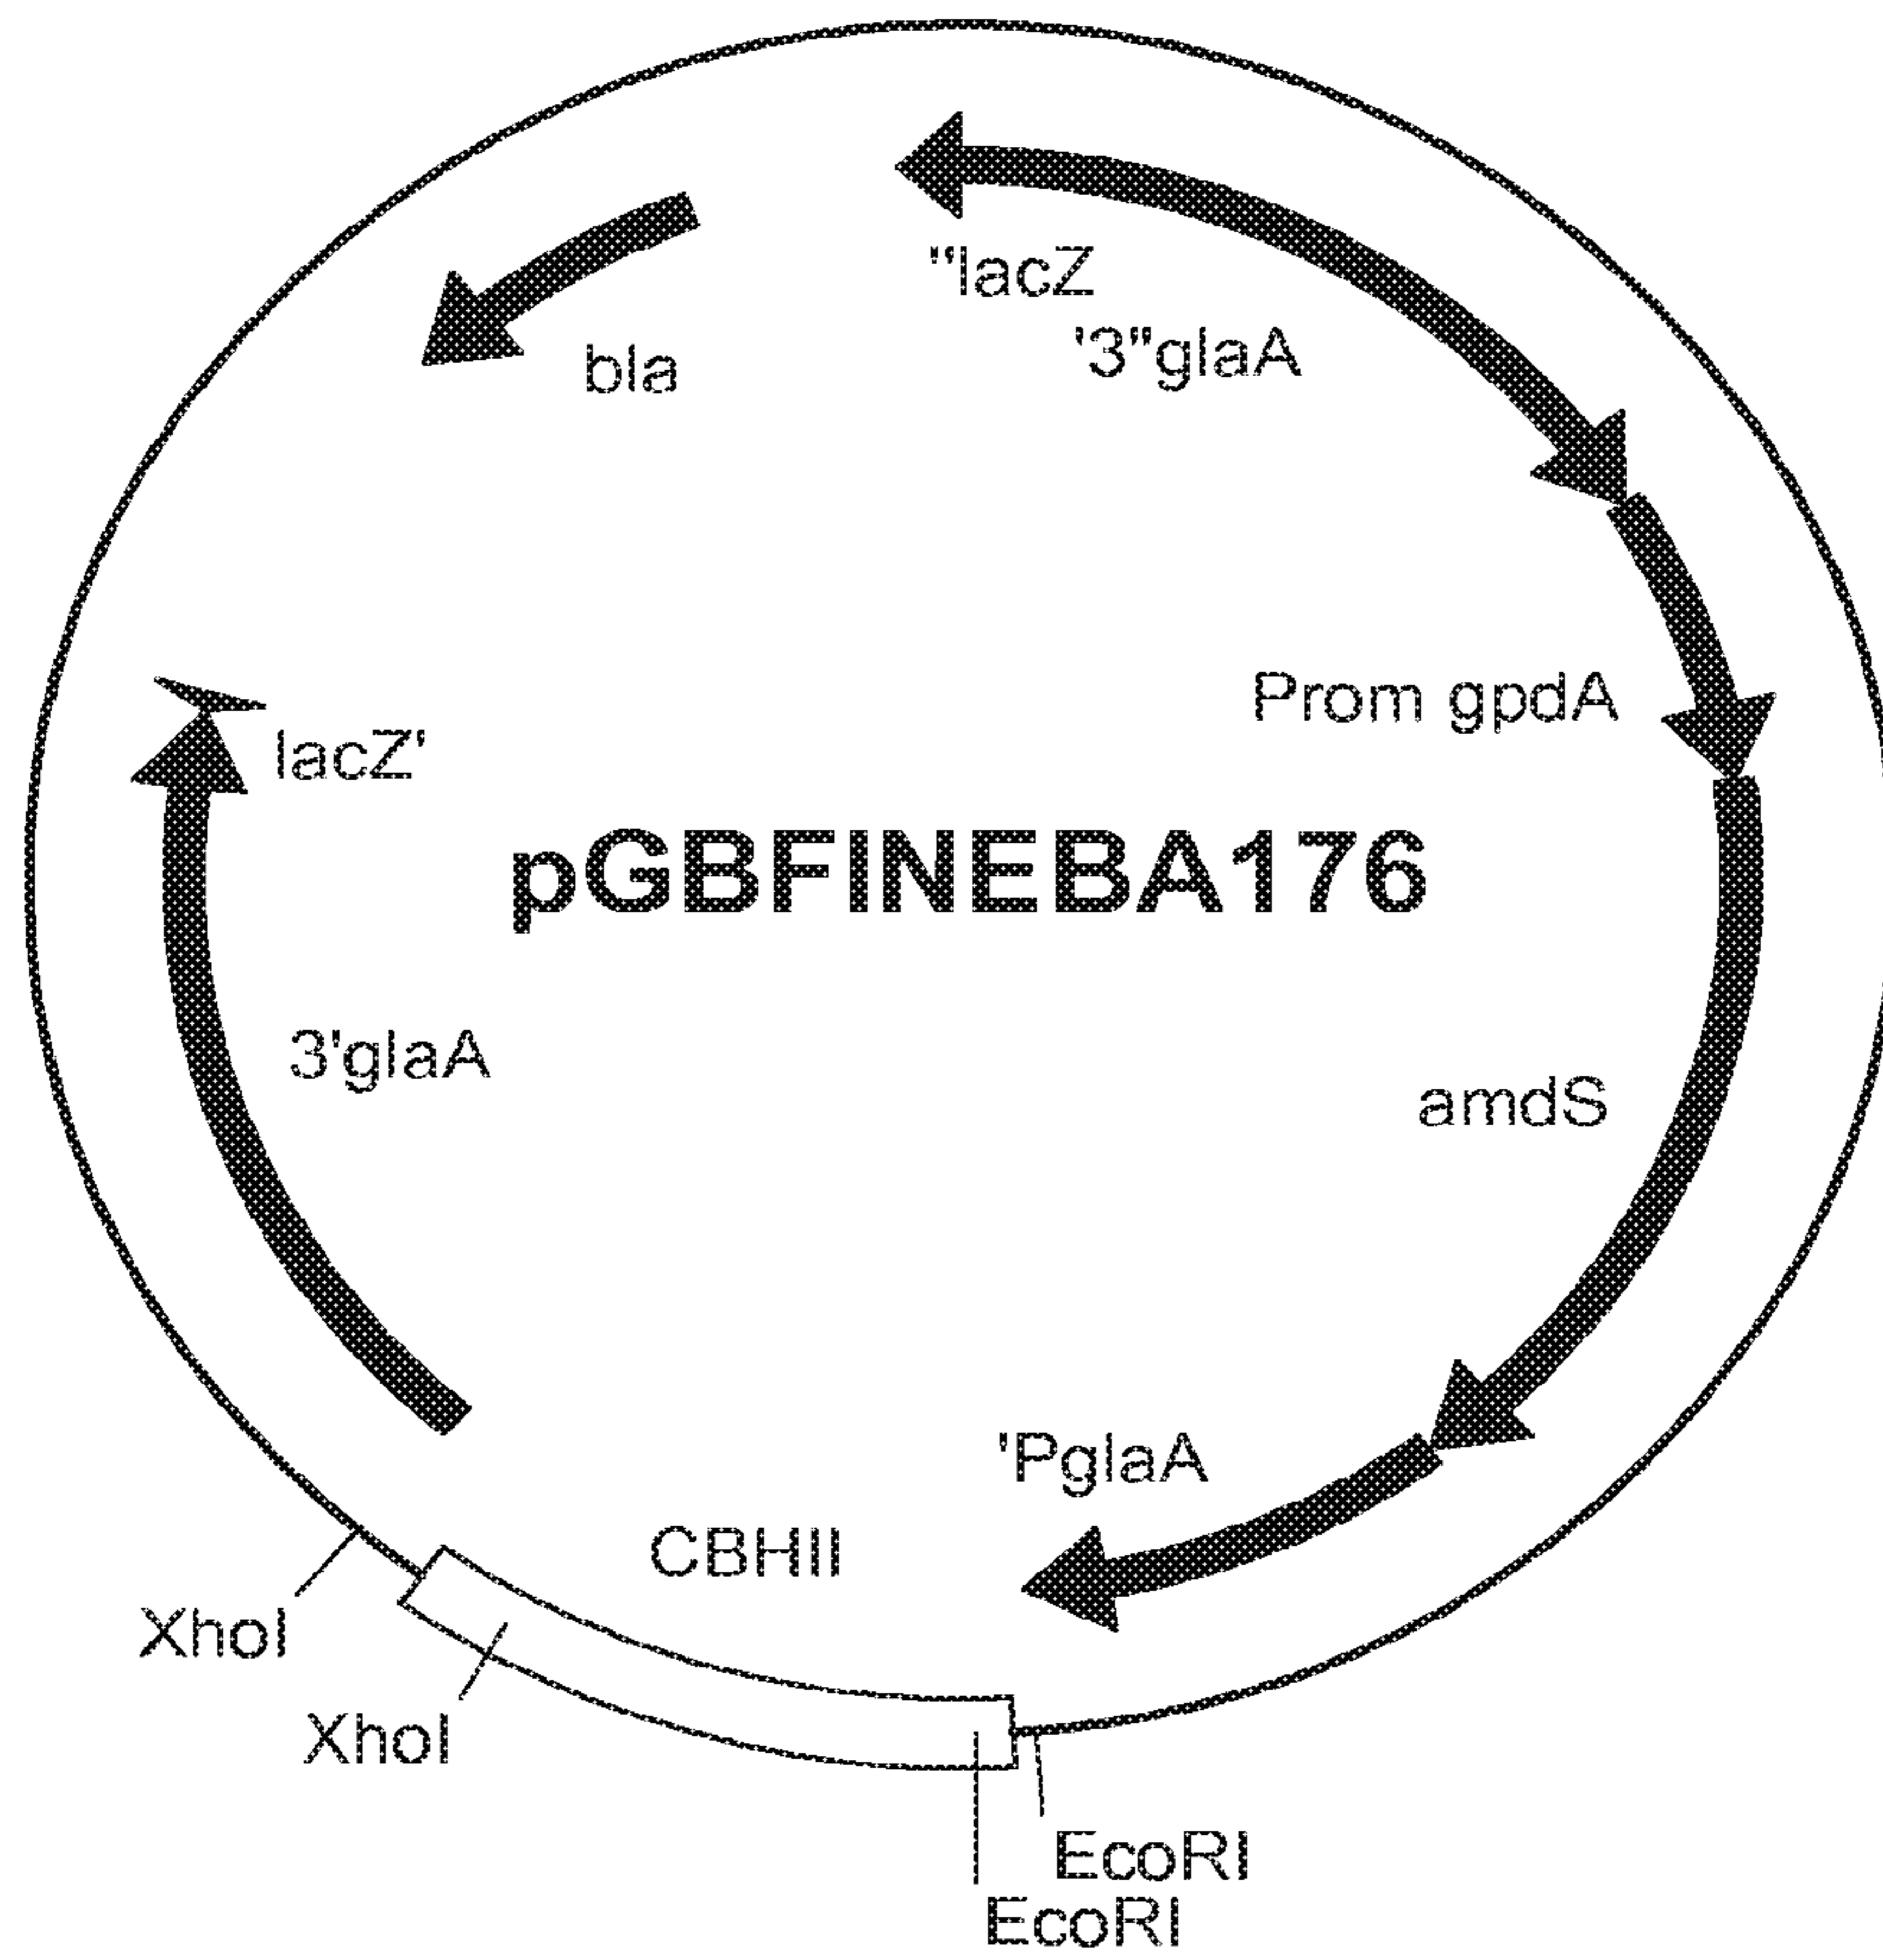 "lacZ
'3"glaA
bla
Prom gpdA
lacZ'
pGBFINEBA176
3'glaA
amdS
'PglaA
CBHII
XhoI
XhoI
EcoRI
EcoRI